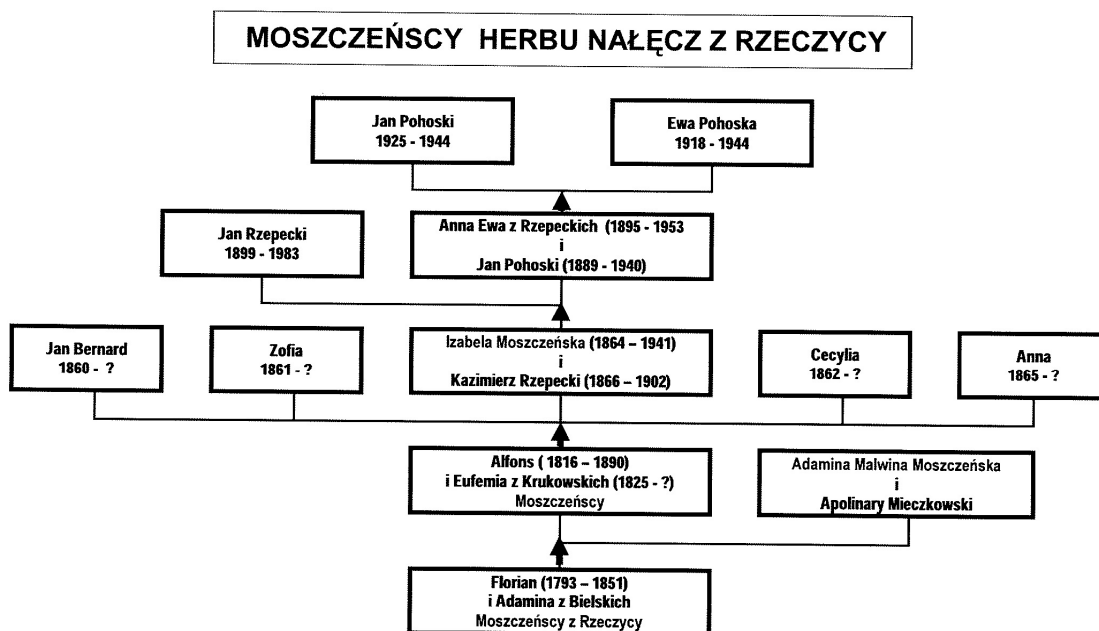 MOSZCZEŃSCY HERBU NAŁĘCZ Z RZECZYCY
Jan Pohoski
1925 - 1944
Ewa Pohoska
1918 - 1944
Jan Rzepecki
1899 - 1983
Anna Ewa z Rzepeckich (1895 - 1953
i
Jan Pohoski (1889 - 1940)
Jan Bernard
1860 - ?
Zofia
1861 - ?
Izabela Moszczeńska (1864 – 1941)
i
Kazimierz Rzepecki (1866 – 1902)
Cecylia
1862 - ?
Anna
1865 - ?
Alfons ( 1816 – 1890)
i Eufemia z Krukowskich (1825 - ?)
Moszczeńscy
Adamina Malwina Moszczeńska
i
Apolinary Mieczkowski
Florian (1793 – 1851)
i Adamina z Bielskich
Moszczeńscy z Rzeczycy